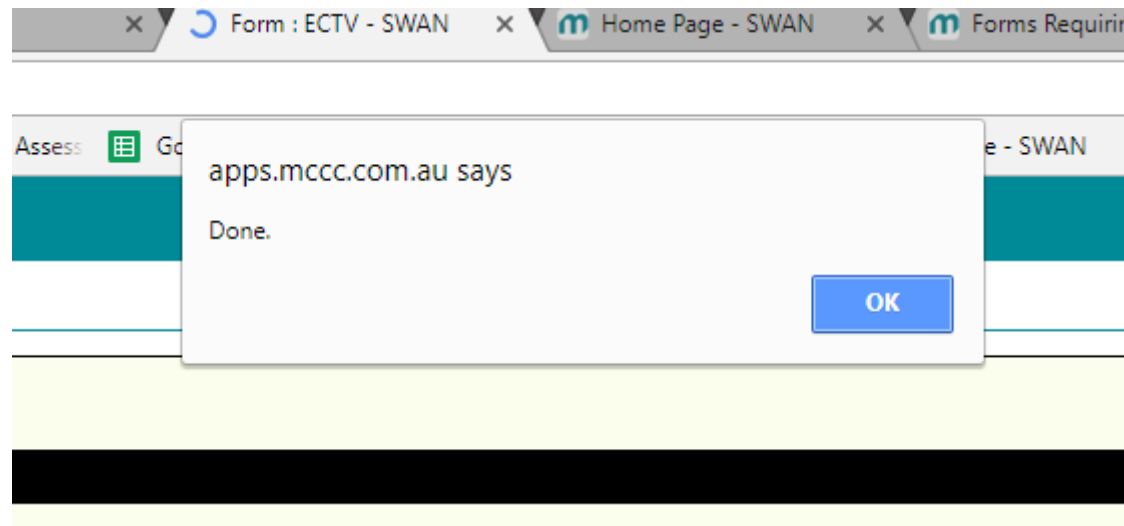 Form : ECTV - SWAN Home Page - SWAN Forms Requirin
Assess Go e - SWAN
apps.mccc.com.au says
Done.
OK